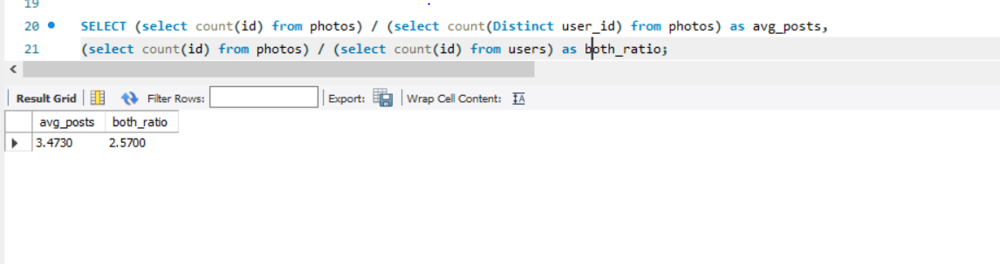 19
20 SELECT (select count(id) from photos) / (select count(Distinct user_id) from photos) as avg_posts,
21 (select count(id) from photos) / (select count(id) from users) as both_ratio;
Result Grid Filter Rows: Export: Wrap Cell Content: IA
avg_posts both_ratio
3.4730 2.5700